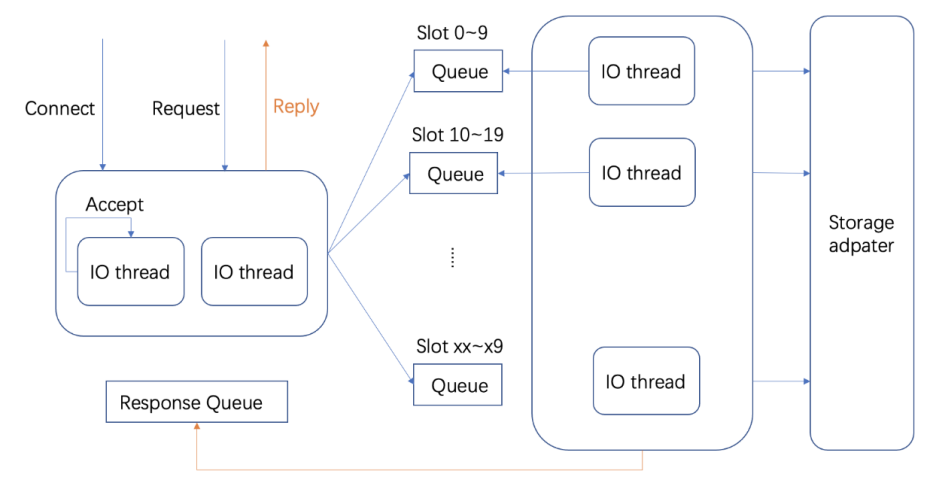 Slot 0~9
Queue
IO thread
Connect
Request
Reply
Slot 10~19
Queue
IO thread
Accept
IO thread
IO thread
Storage
adpater
Slot xx~x9
Queue
IO thread
Response Queue